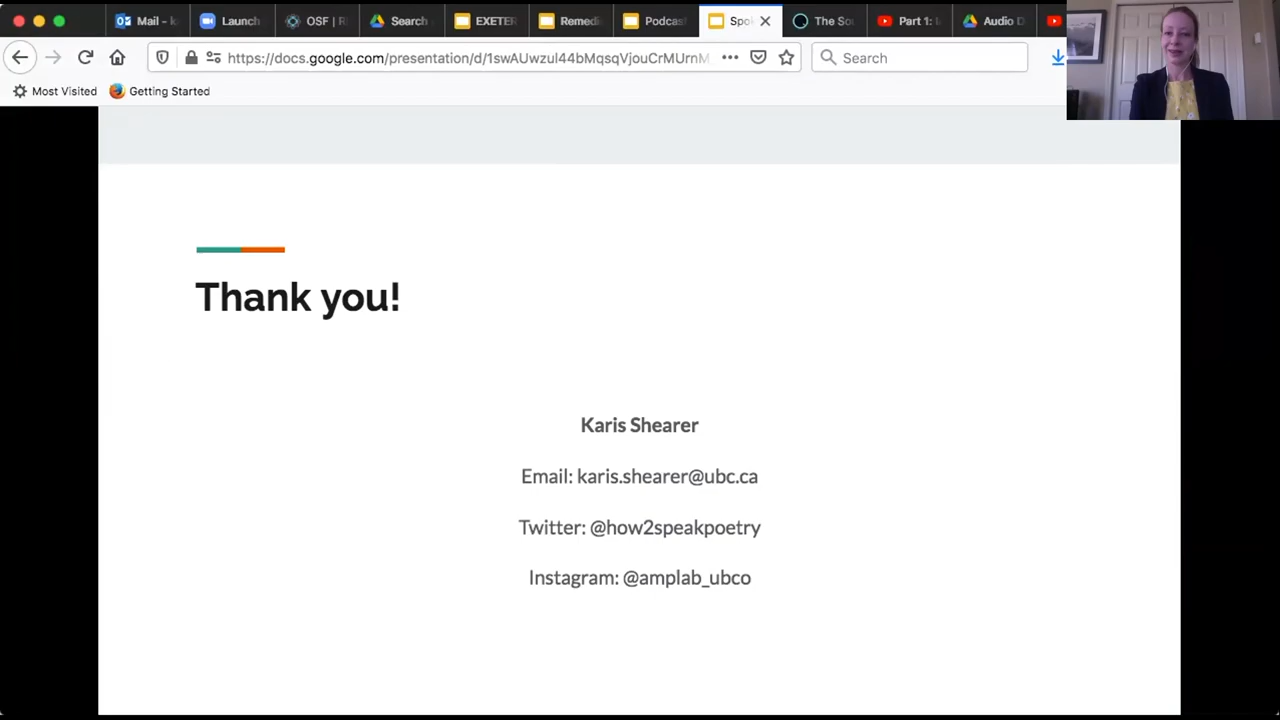 Mail - k
Launch
OSF | R
Search
EXETER
Remedi
Podcas
Spo
The So
Part 1:
Audio D
https://docs.google.com/presentation/d/1swAUwzul44bMqsqVjouCrMUrnM
Search
Most Visited
Getting Started
Thank you!
Karis Shearer
Email: karis.shearer@ubc.ca
Twitter: @how2speakpoetry
Instagram: @amplab_ubco